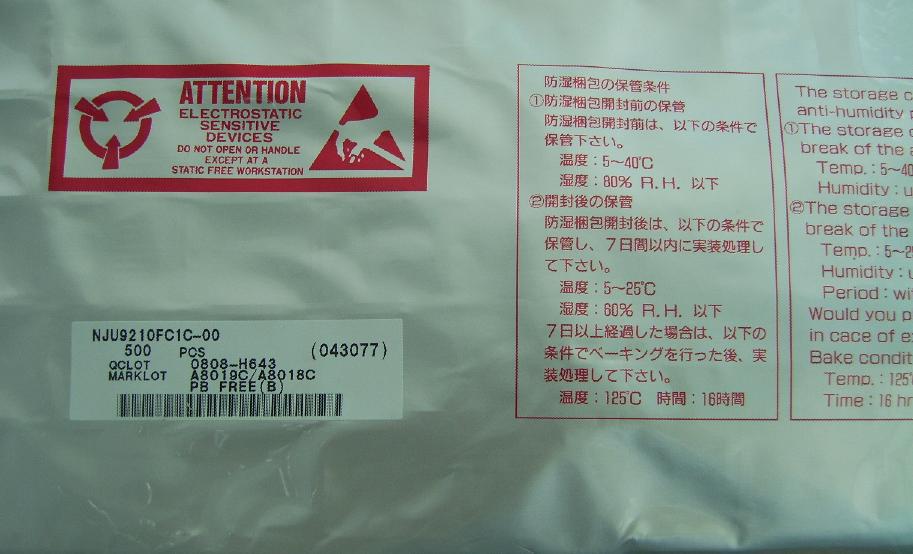 ATTENTION
ELECTROSTATIC
SENSITIVE
DEVICES
DO NOT OPEN OR HANDLE
EXCEPT AT A
STATIC FREE WORKSTATION
NJU9210FC1C-00
500 PCS (043077)
QCLOT 0808-H643
MARKLOT A8019C/A8018C
PB FREE(B)
防湿梱包の保管条件
①防湿梱包開封前の保管
防湿梱包開封前は、以下の条件で
保管下さい。
温度：5～40℃
湿度：80% R.H. 以下
②開封後の保管
防湿梱包開封後は、以下の条件で
保管し、7日間以内に実装処理し
て下さい。
温度：5～25℃
湿度：60% R.H. 以下
7日以上経過した場合は、以下の
条件でベーキングを行った後、実
装処理して下さい。
温度：125℃ 時間：16時間
The storage
anti-humidity
①The storage
break of the
Temp.：5～40
Humidity：
②The storage
break of the
Temp.：5～
Humidity：
Period：
Would you
in cace of
Bake
Temp.：125
Time：16